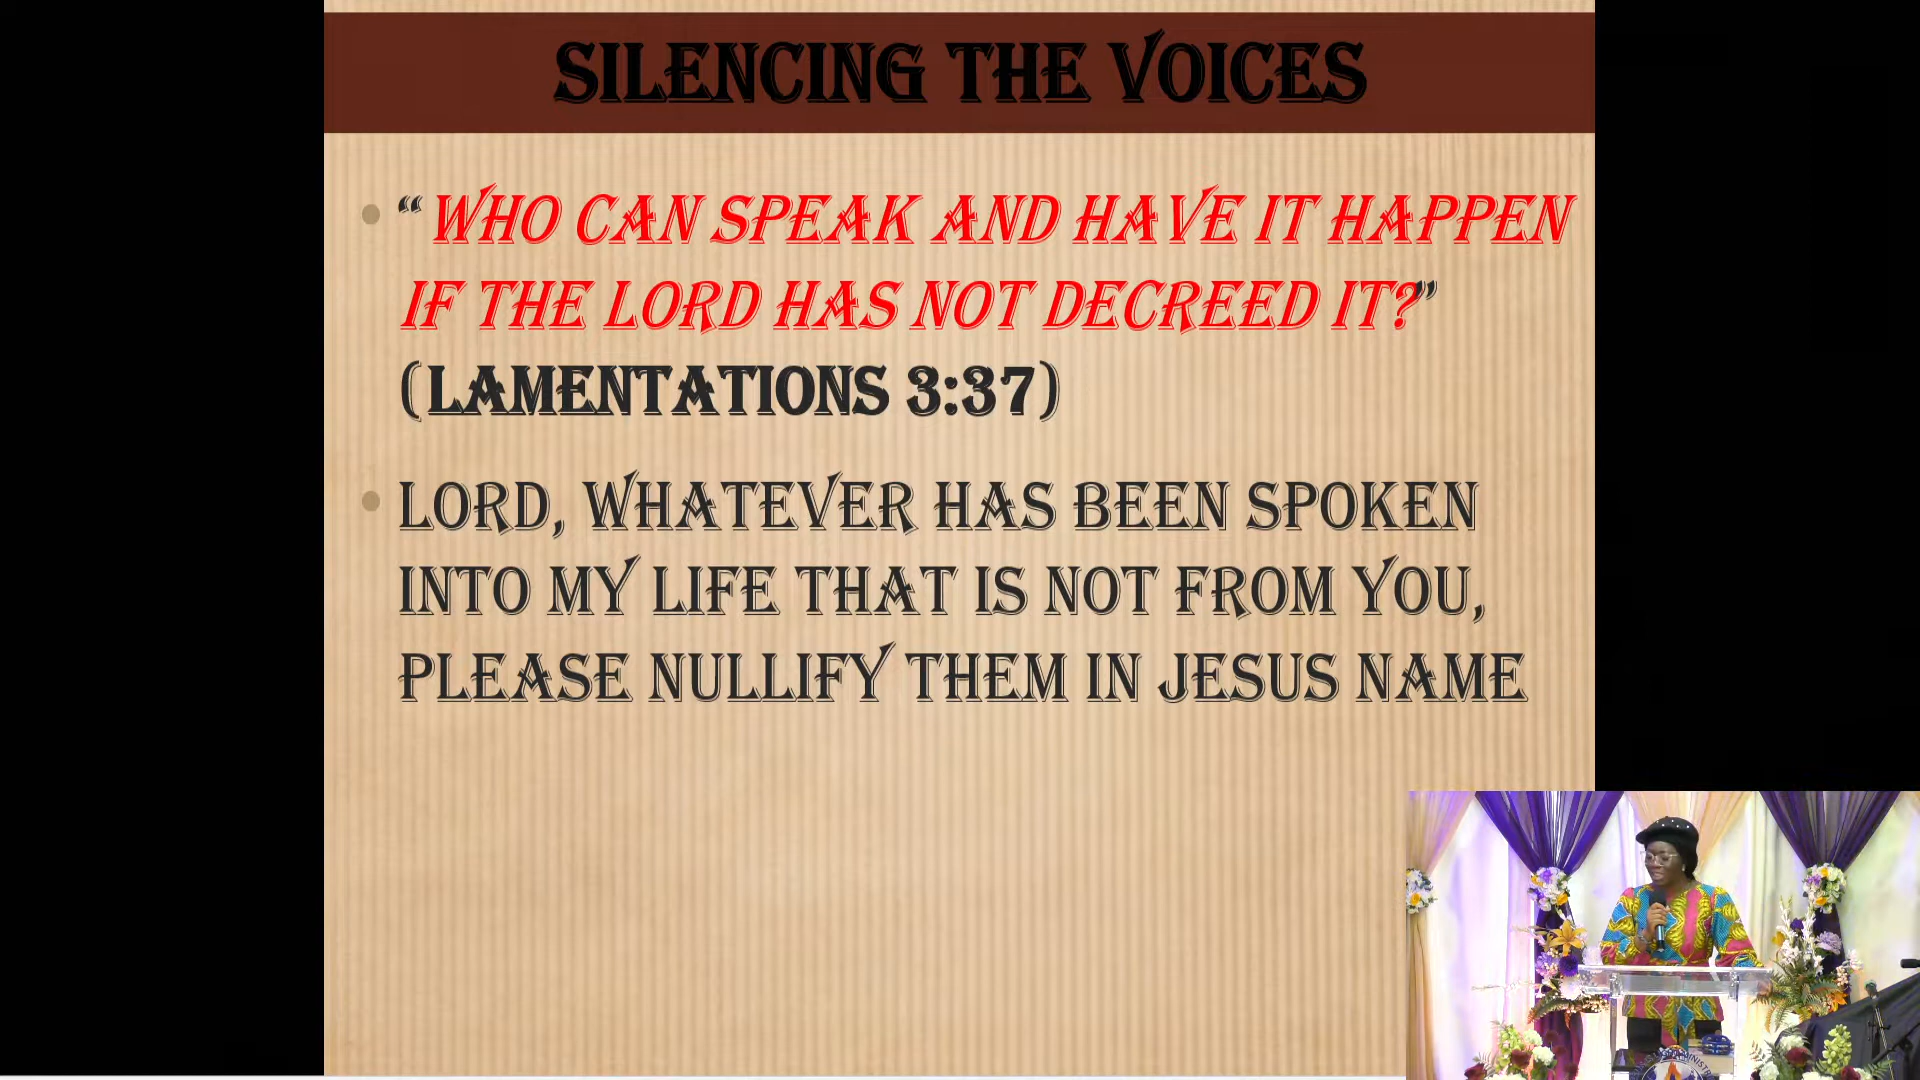 SILENCING THE VOICES
“ WHO CAN SPEAK AND HAVE IT HAPPEN
IF THE LORD HAS NOT DECREED IT?”
(LAMENTATIONS 3:37)
LORD, WHATEVER HAS BEEN SPOKEN
INTO MY LIFE THAT IS NOT FROM YOU,
PLEASE NULLIFY THEM IN JESUS NAME